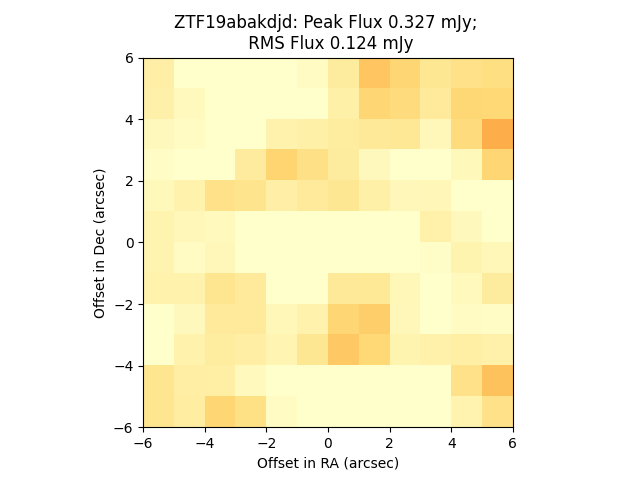 ZTF19abakdjd: Peak Flux 0.327 mJy;
RMS Flux 0.124 mJy
6
4
2
0
−2
−4
−6
Offset in Dec (arcsec)
−6 −4 −2 0 2 4 6
Offset in RA (arcsec)